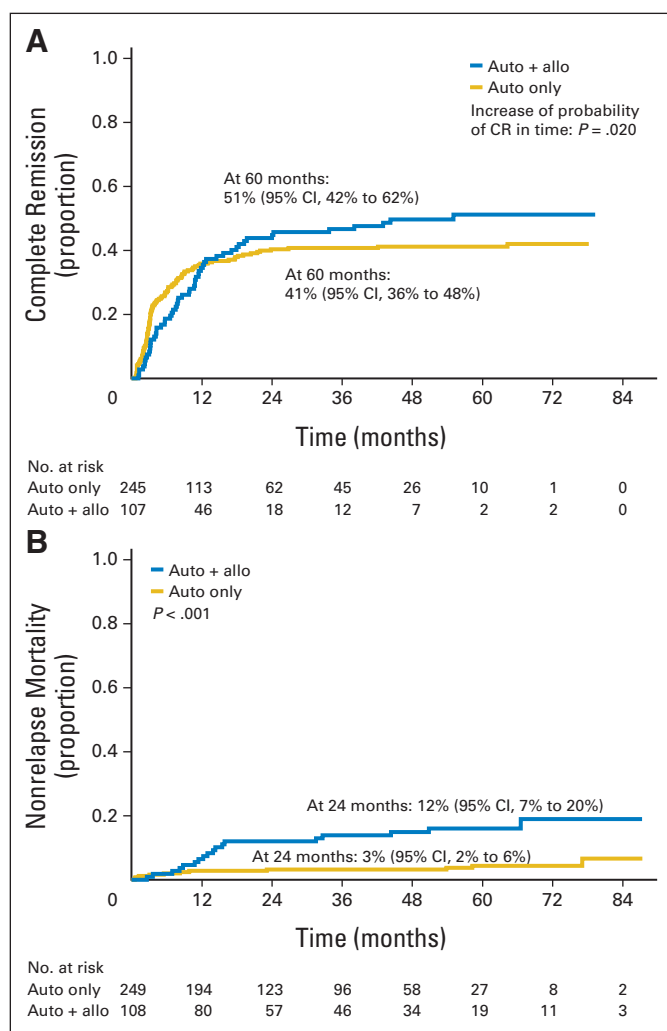 A
Complete Remission
(proportion)
1.0
0.8
0.6
0.4
0.2
0
12
24
36
48
60
72
84
Auto + allo
Auto only
Increase of probability
of CR in time: P = .020
At 60 months:
51% (95% CI, 42% to 62%)
At 60 months:
41% (95% CI, 36% to 48%)
Time (months)
No. at risk
Auto only 245 113 62 45 26 10 1 0
Auto + allo 107 46 18 12 7 2 2 0
B
Nonrelapse Mortality
(proportion)
1.0
0.8
0.6
0.4
0.2
0
12
24
36
48
60
72
84
Auto + allo
Auto only
P < .001
At 24 months: 12% (95% CI, 7% to 20%)
At 24 months: 3% (95% CI, 2% to 6%)
Time (months)
No. at risk
Auto only 249 194 123 96 58 27 8 2
Auto + allo 108 80 57 46 34 19 11 3